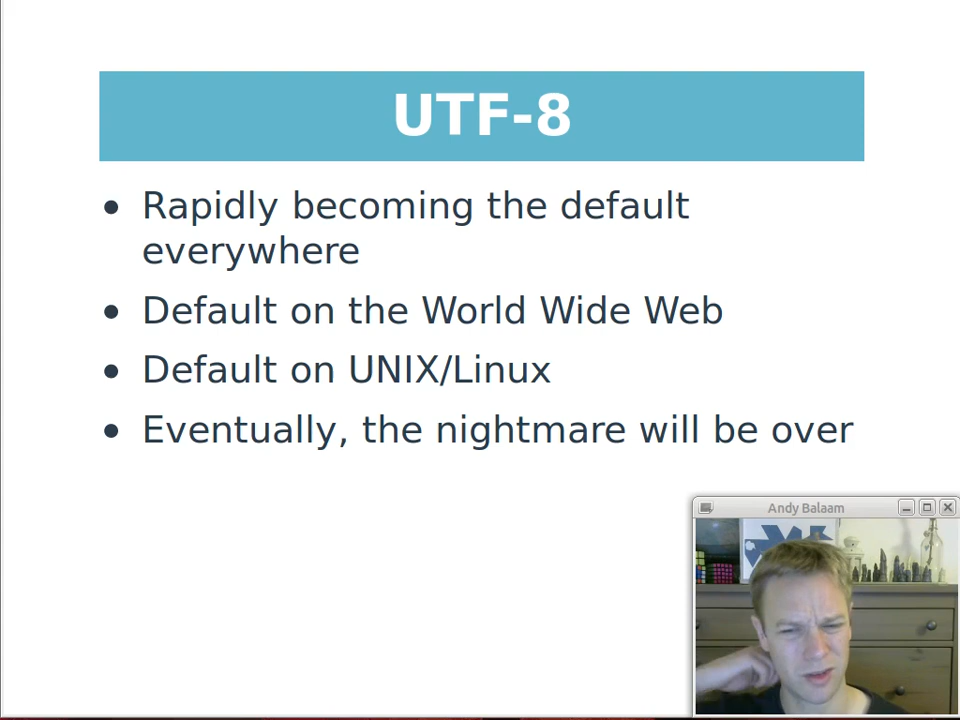 UTF-8
• Rapidly becoming the default
everywhere
• Default on the World Wide Web
• Default on UNIX/Linux
• Eventually, the nightmare will be over
Andy Balaam